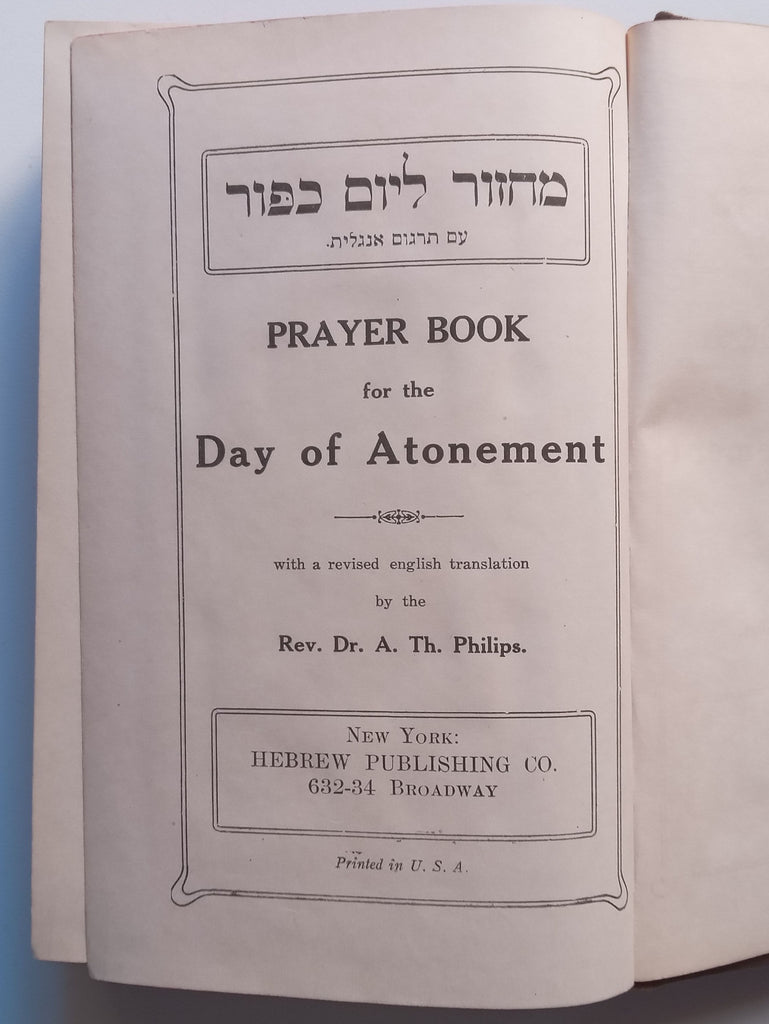 מחזור ליום כפור
עם תרגום אנגלית.
PRAYER BOOK
for the
Day of Atonement
with a revised english translation
by the
Rev. Dr. A. Th. Philips.
NEW YORK:
HEBREW PUBLISHING CO.
632-34 BROADWAY
Printed in U. S. A.